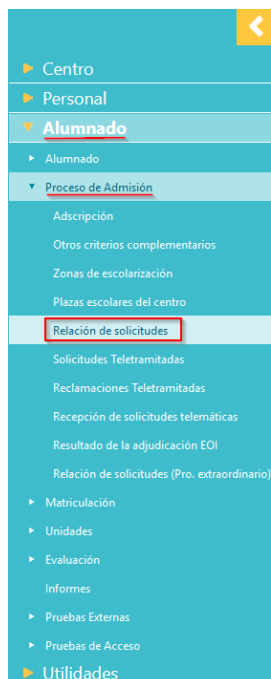 Centro
Personal
Alumnado
Alumnado
Proceso de Admisión
Adscripción
Otros criterios complementarios
Zonas de escolarización
Plazas escolares del centro
Relación de solicitudes
Solicitudes Teletramitadas
Reclamaciones Teletramitadas
Recepción de solicitudes telemáticas
Resultado de la adjudicación EOI
Relación de solicitudes (Pro. extraordinario)
Matriculación
Unidades
Evaluación
Informes
Pruebas Externas
Pruebas de Acceso
Utilidades